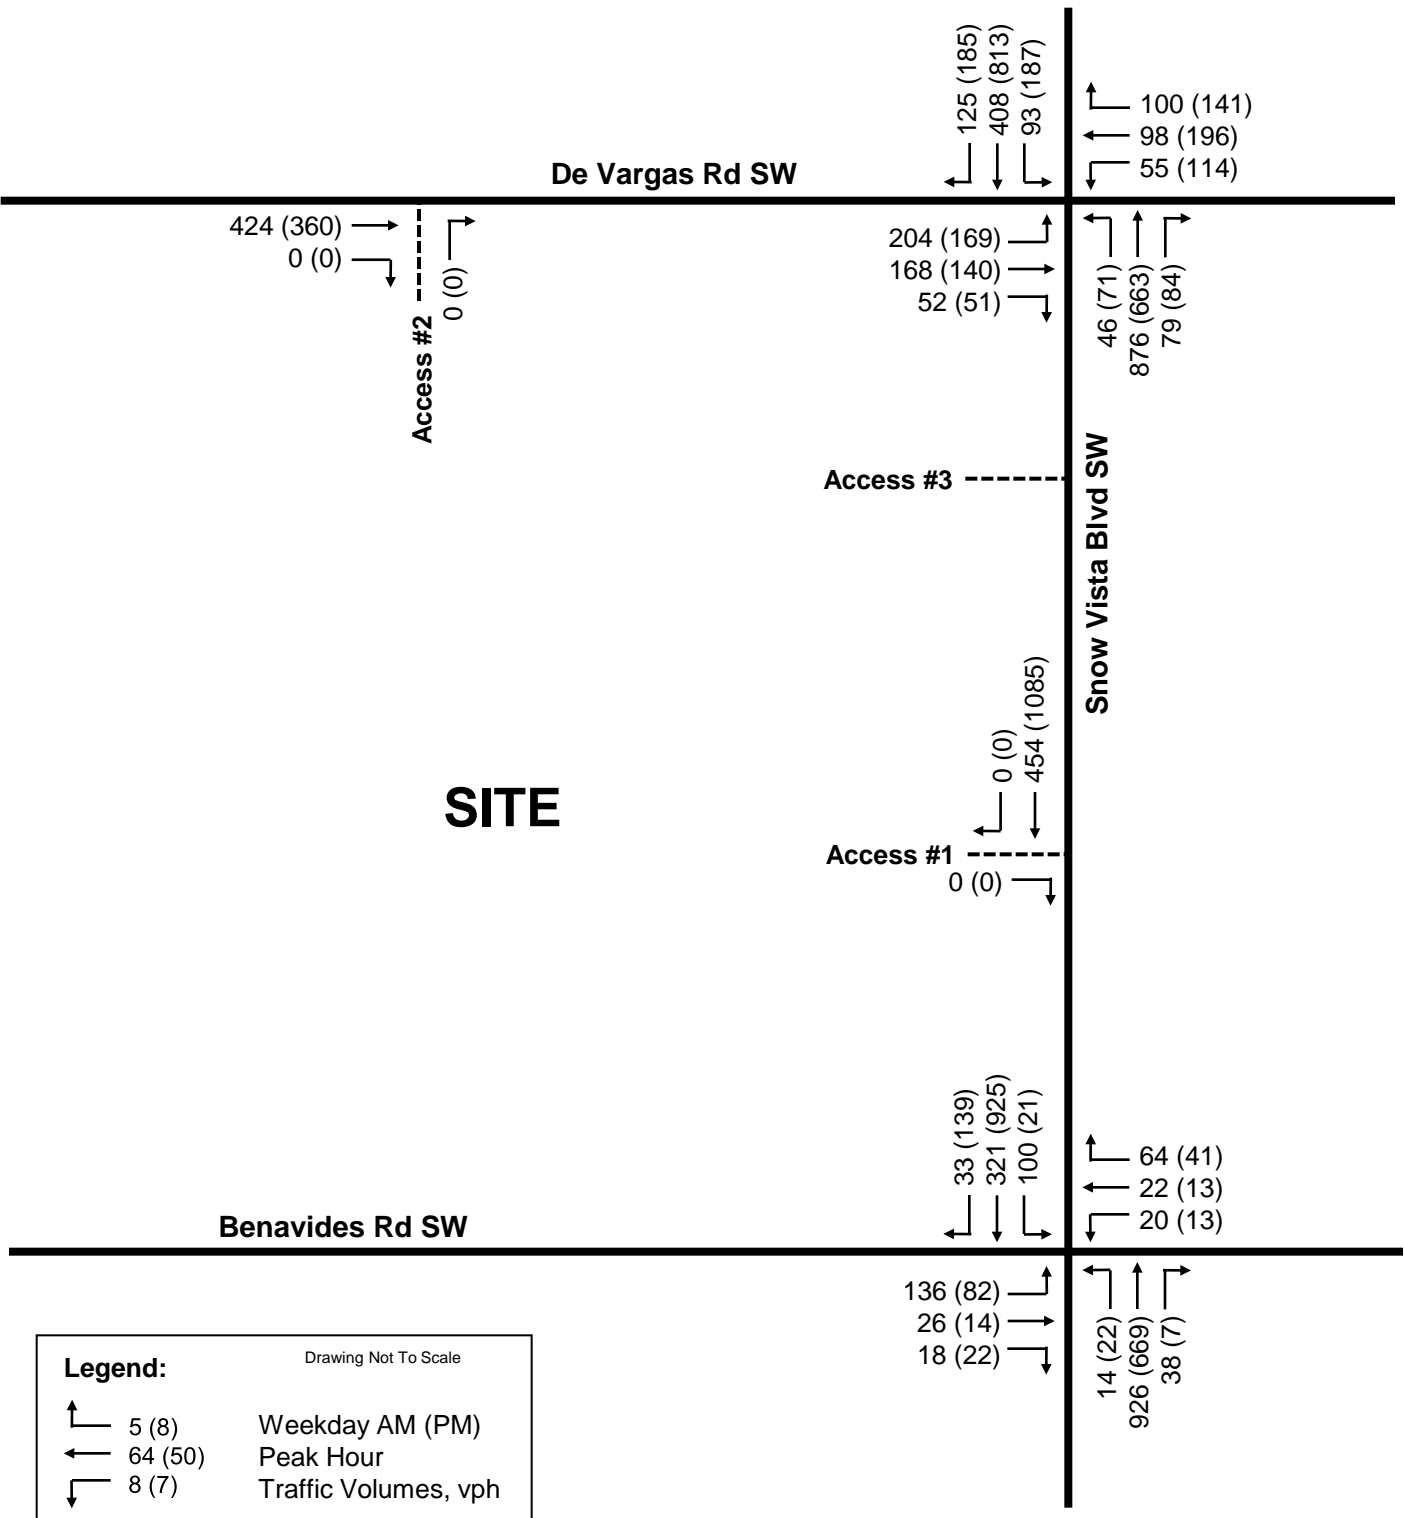 125 (185)
408 (813)
93 (187)
100 (141)
98 (196)
55 (114)
De Vargas Rd SW
424 (360)
0 (0)
0 (0)
Access #2
204 (169)
168 (140)
52 (51)
46 (71)
876 (663)
79 (84)
Access #3
Snow Vista Blvd SW
0 (0)
454 (1085)
SITE
Access #1
0 (0)
33 (139)
321 (925)
100 (21)
64 (41)
22 (13)
20 (13)
Benavides Rd SW
136 (82)
26 (14)
18 (22)
14 (22)
926 (669)
38 (7)
Legend:
Drawing Not To Scale
5 (8)
64 (50)
8 (7)
Weekday AM (PM)
Peak Hour
Traffic Volumes, vph